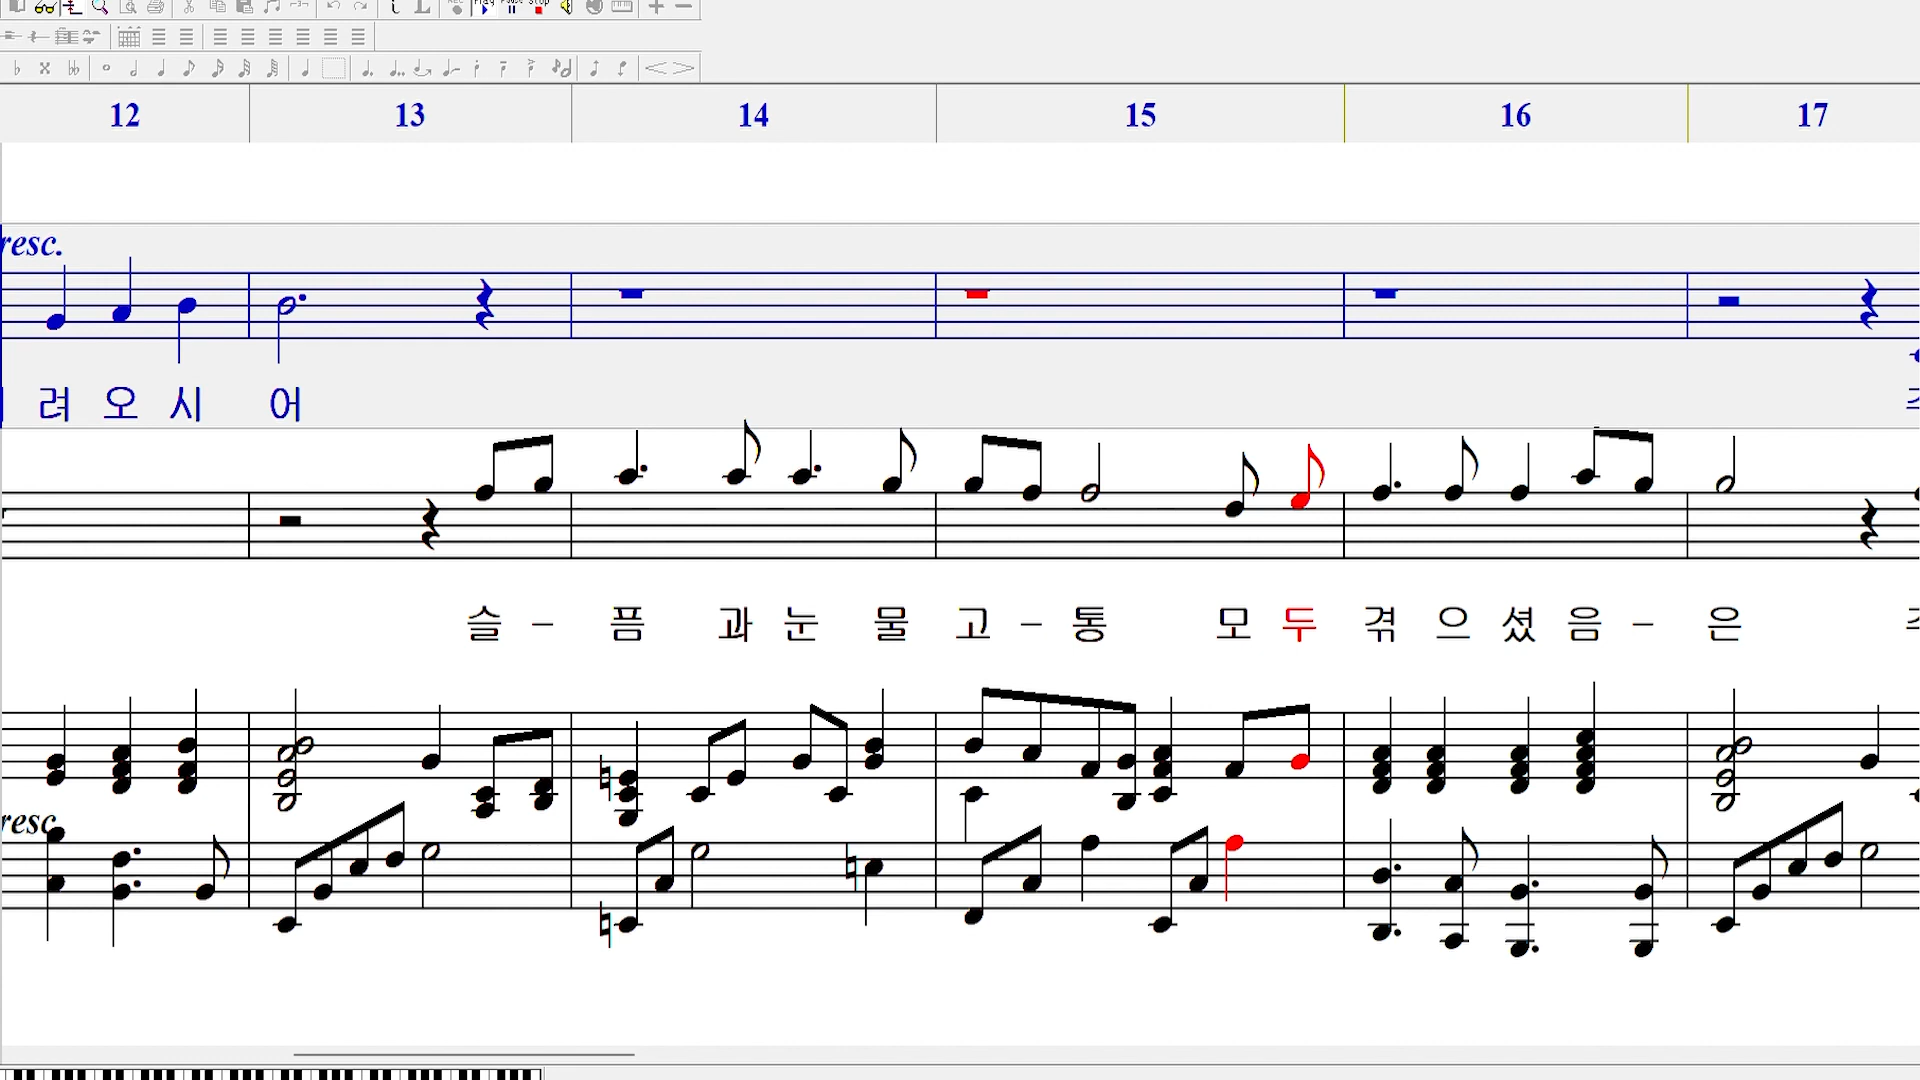 12 13 14 15 16 17
resc.
려 오 시 어
슬 – 픔 과 눈 물 고 – 통 모 두 겪 으 셨 음 – 은
resc.